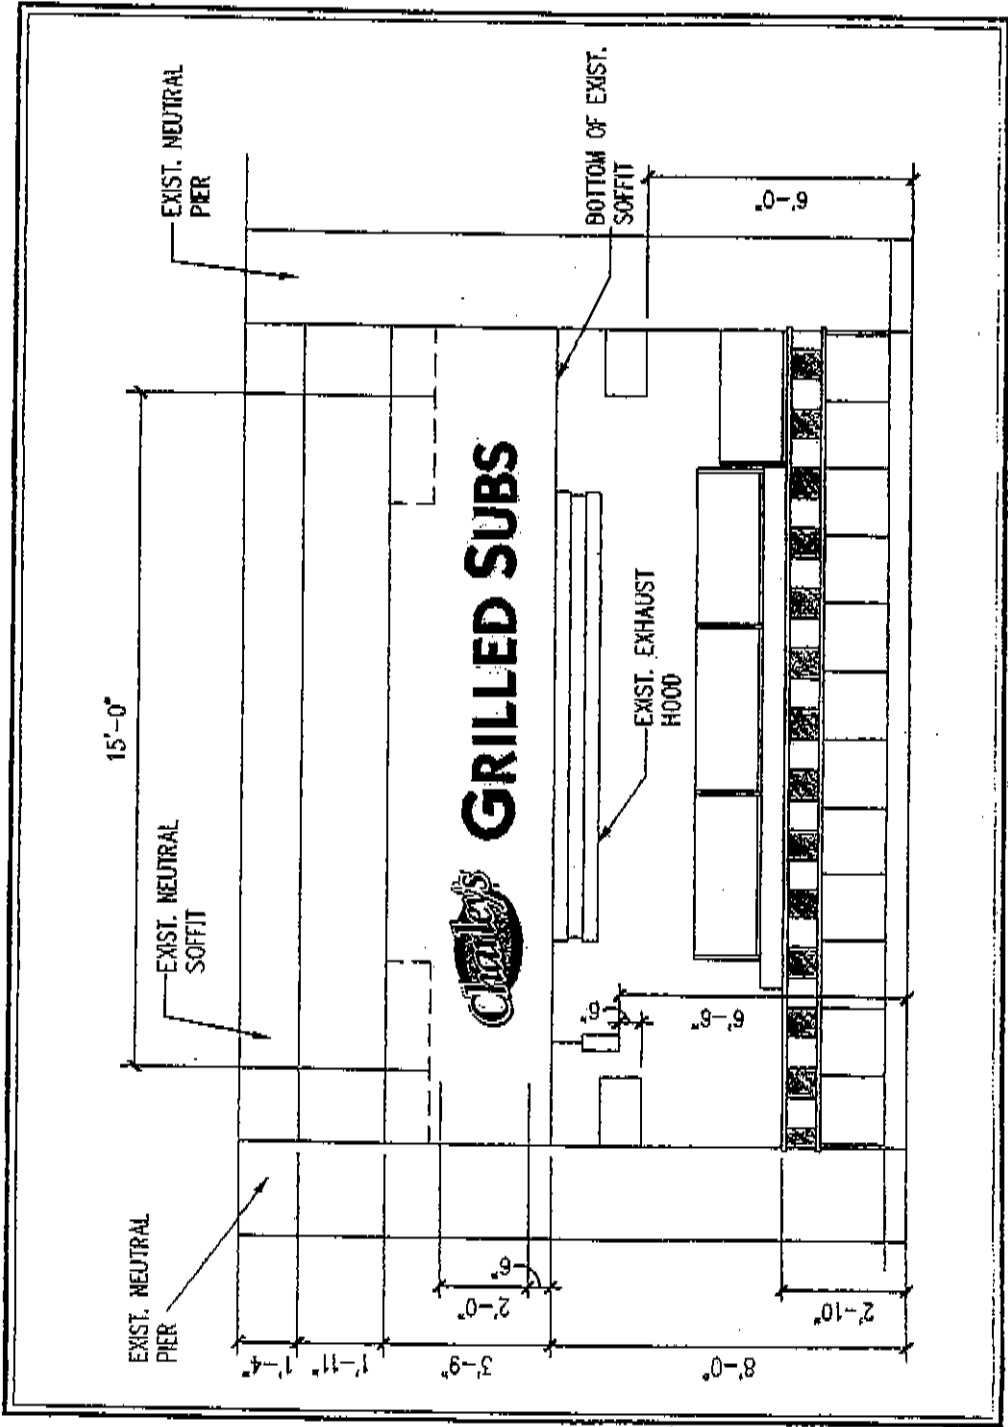 EXIST. NEUTRAL
PIER
EXIST. NEUTRAL
SOFFIT
15'-0"
EXIST. NEUTRAL
PIER
1'-4"
1'-11"
3'-9"
2'-0"
6"
8'-0"
2'-10"
Charley's
GRILLED SUBS
BOTTOM OF EXIST.
SOFFIT
EXIST. EXHAUST
HOOD
6"
6'-6"
6'-0"